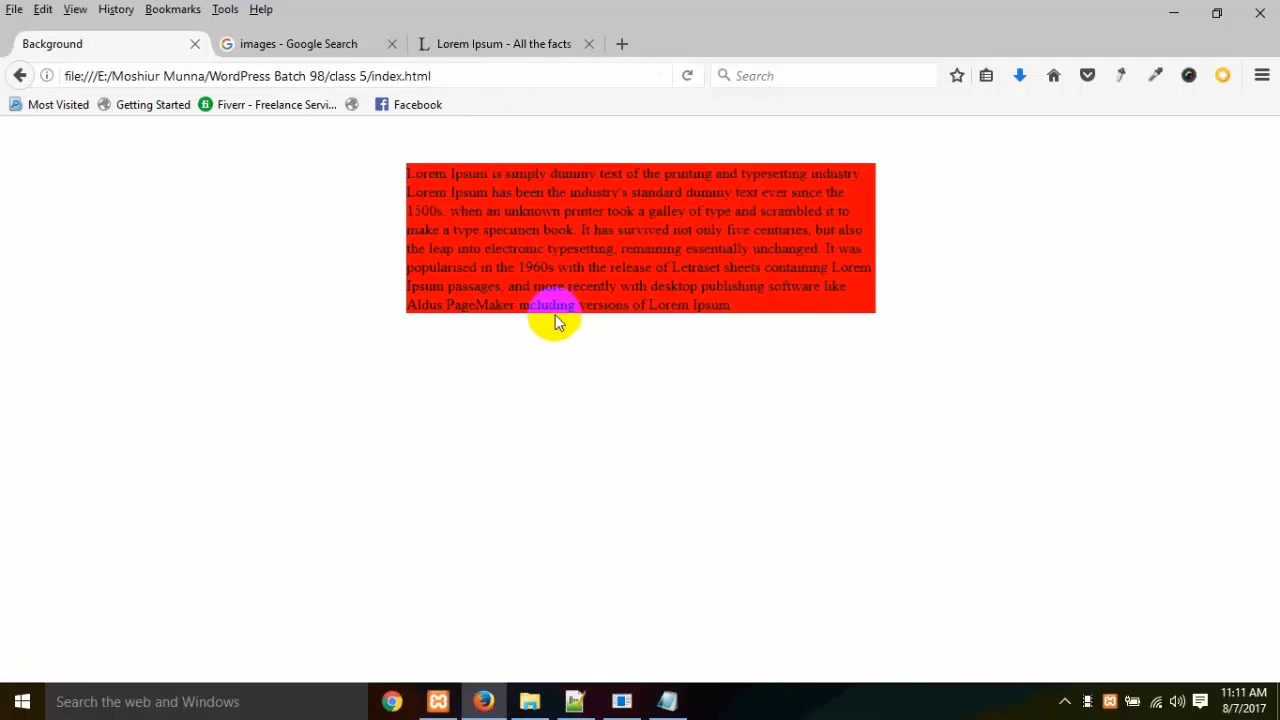 File Edit View History Bookmarks Tools Help
Background images - Google Search Lorem Ipsum - All the facts
file:///E:/Moshiur Munna/WordPress Batch 98/class 5/index.html Search
Most Visited Getting Started Fiverr - Freelance Servi... Facebook
Lorem Ipsum is simply dummy text of the printing and typesetting industry
Lorem Ipsum has been the industry's standard dummy text ever since the
1500s, when an unknown printer took a galley of type and scrambled it to
make a type specimen book. It has survived not only five centuries, but also
the leap into electronic typesetting, remaining essentially unchanged. It was
popularised in the 1960s with the release of Letraset sheets containing Lorem
Ipsum passages, and more recently with desktop publishing software like
Aldus PageMaker including versions of Lorem Ipsum.
Search the web and Windows
11:11 AM
8/7/2017